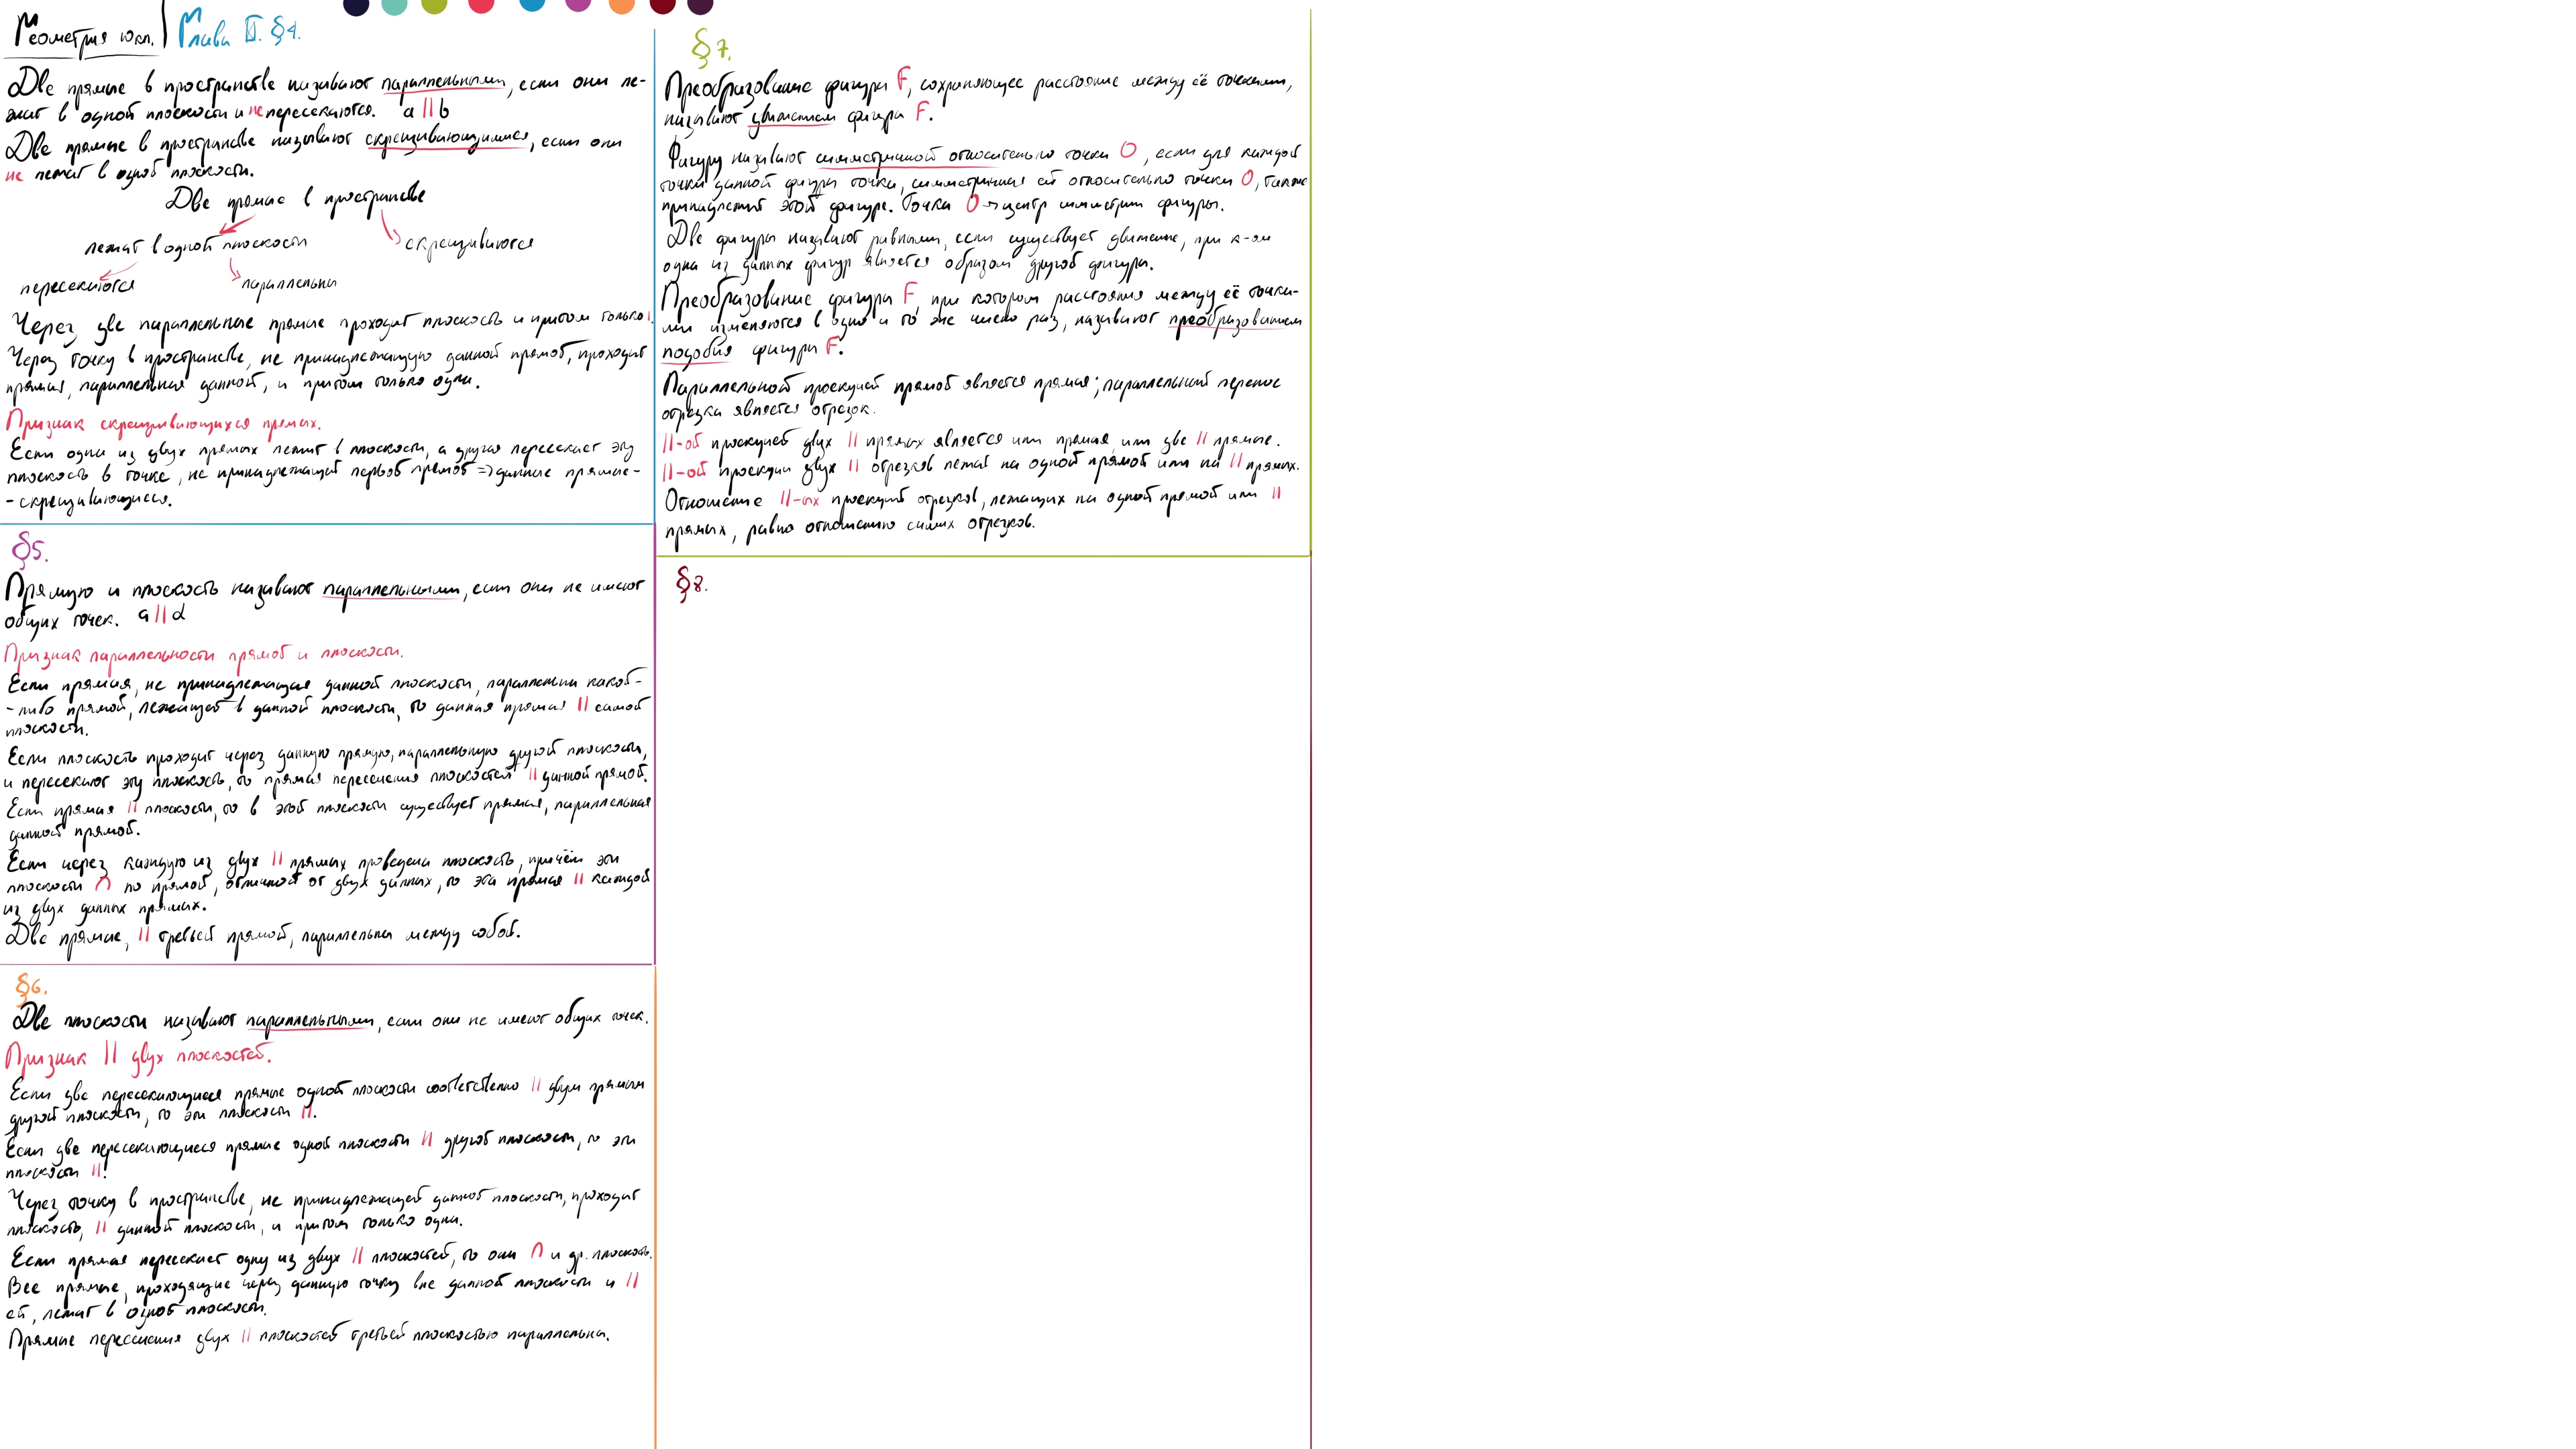 Геометрия 10кл. Глава II. §4.
Две прямые в пространстве называют параллельными, если они ле-
жат в одной плоскости и не пересекаются. a || b
Две прямые в пространстве называют скрещивающимися, если они
не лежат в одной плоскости.
Две прямые в пространстве
лежат в одной плоскости скрещиваются
пересекаются параллельны
Через две параллельные прямые проходит плоскость и притом только 1.
Через точку в пространстве, не принадлежащую данной прямой, проходит
прямая, параллельная данной, и притом только одна.
Признак скрещивающихся прямых.
Если одна из двух прямых лежит в плоскости, а другая пересекает эту
плоскость в точке, не принадлежащей первой прямой => данные прямые -
- скрещивающиеся.
§5.
Прямую и плоскость называют параллельными, если они не имеют
общих точек. a || α
Признак параллельности прямой и плоскости.
Если прямая, не принадлежащая данной плоскости, параллельна какой-
-либо прямой, лежащей в данной плоскости, то данная прямая || самой
плоскости.
Если плоскость проходит через данную прямую, параллельную другой плоскости,
и пересекают эту плоскость, то прямая пересечения плоскостей || данной прямой.
Если прямая || плоскости, то в этой плоскости существует прямая, параллельная
данной прямой.
Если через каждую из двух || прямых проведена плоскость, причём эти
плоскости ∩ по прямой, отличной от двух данных, то эта прямая || каждой
из двух данных прямых.
Две прямые, || третьей прямой, параллельны между собой.
§6.
Две плоскости называют параллельными, если они не имеют общих точек.
Признак || двух плоскостей.
Если две пересекающиеся прямые одной плоскости соответственно || двум прямым
другой плоскости, то эти плоскости ||.
Если две пересекающиеся прямые одной плоскости || другой плоскости, то эти
плоскости ||.
Через точку в пространстве, не принадлежащей данной плоскости, проходит
плоскость, || данной плоскости, и притом только одна.
Если прямая пересекает одну из двух || плоскостей, то она ∩ и др. плоскость.
Все прямые, проходящие через данную точку вне данной плоскости и ||
ей, лежат в одной плоскости.
Прямые пересечения двух || плоскостей третьей плоскостью параллельны.
§7.
Преобразование фигуры F, сохраняющее расстояние между её точками,
называют движением фигуры F.
Фигуру называют симметричной относительно точки O, если для каждой
точки данной фигуры точка, симметричная ей относительно точки O, также
принадлежит этой фигуре. Точка O → центр симметрии фигуры.
Две фигуры называют равными, если существует движение, при к-ом
одна из данных фигур является образом другой фигуры.
Преобразование фигуры F, при котором расстояния между её точка-
ми изменяются в одно и то же число раз, называют преобразованием
подобия фигуры F.
Параллельной проекцией прямой является прямая; параллельный перенос
отрезка является отрезок.
||-ой проекцией двух || прямых является или прямая или две || прямые.
||-ой проекции двух || отрезков лежат на одной прямой или на || прямых.
Отношение ||-ых проекций отрезков, лежащих на одной прямой или ||
прямых, равно отношению самих отрезков.
§8.